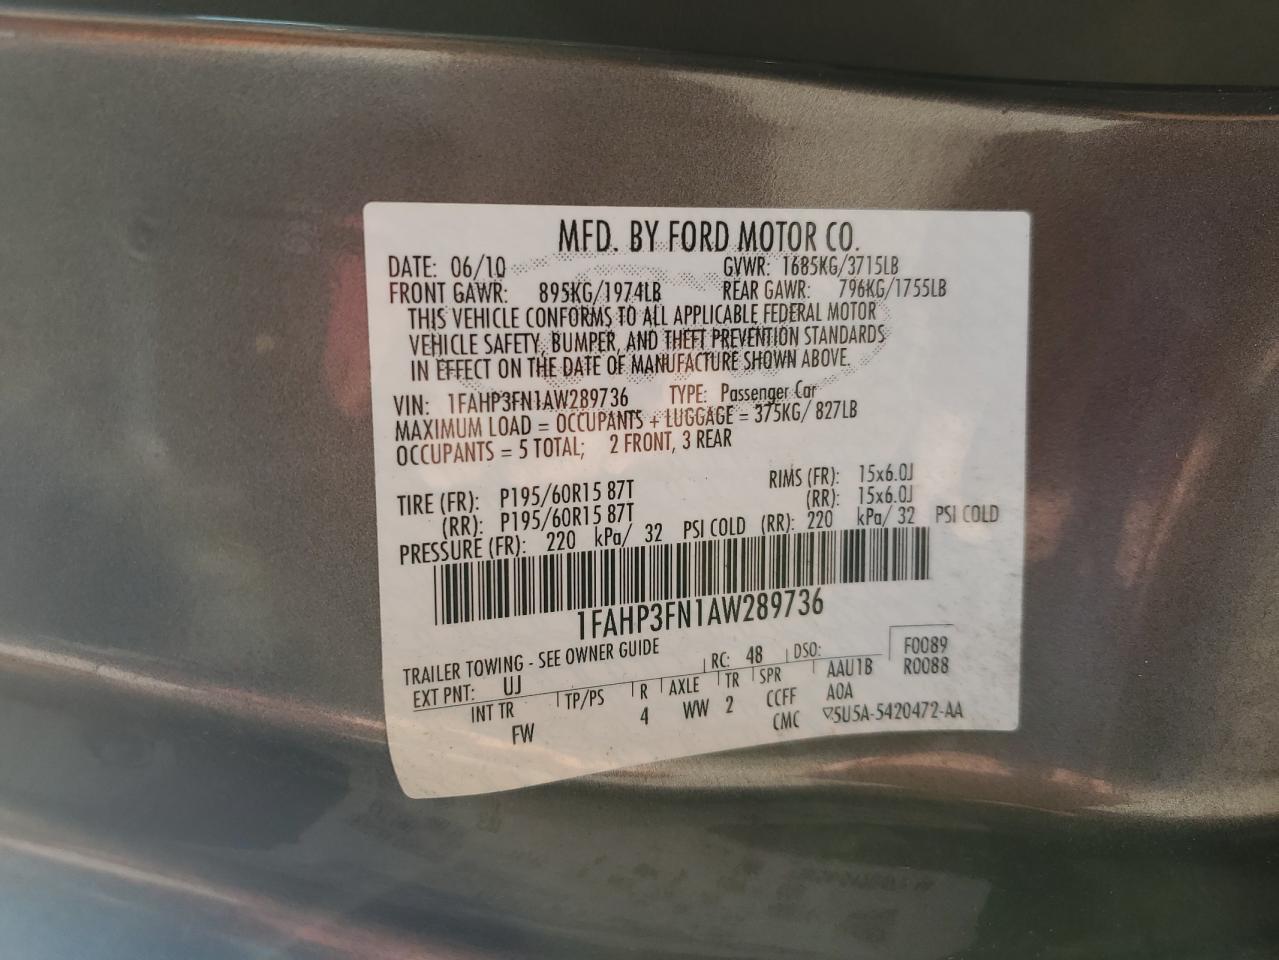 MFD. BY FORD MOTOR CO.
DATE: 06/10 GVWR: 1685KG/3715LB
FRONT GAWR: 895KG/1974LB REAR GAWR: 796KG/1755LB
THIS VEHICLE CONFORMS TO ALL APPLICABLE FEDERAL MOTOR
VEHICLE SAFETY, BUMPER, AND THEFT PREVENTION STANDARDS
IN EFFECT ON THE DATE OF MANUFACTURE SHOWN ABOVE.
VIN: 1FAHP3FN1AW289736 TYPE: Passenger Car
MAXIMUM LOAD = OCCUPANTS + LUGGAGE = 375KG/ 827LB
OCCUPANTS = 5 TOTAL; 2 FRONT, 3 REAR
TIRE (FR): P195/60R15 87T RIMS (FR): 15x6.0J
(RR): P195/60R15 87T (RR): 15x6.0J
PRESSURE (FR): 220 kPa/ 32 PSI COLD (RR): 220 kPa/ 32 PSI COLD
1FAHP3FN1AW289736
TRAILER TOWING - SEE OWNER GUIDE
EXT PNT: UJ RC: 48 DSO: F0089
R0088
INT TR TP/PS R AXLE TR SPR AAU1B
FW 4 WW 2 CCFF AOA
CMC ▽5U5A-5420472-AA